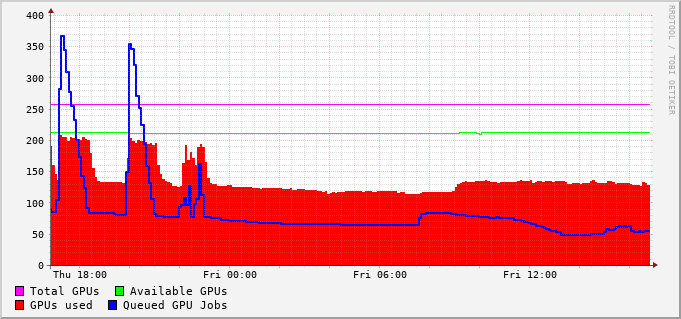 400
350
300
250
200
150
100
50
0
Thu 18:00 Fri 00:00 Fri 06:00 Fri 12:00
Total GPUs Available GPUs
GPUs used Queued GPU Jobs
RRDTOOL / TOBI OETIKER